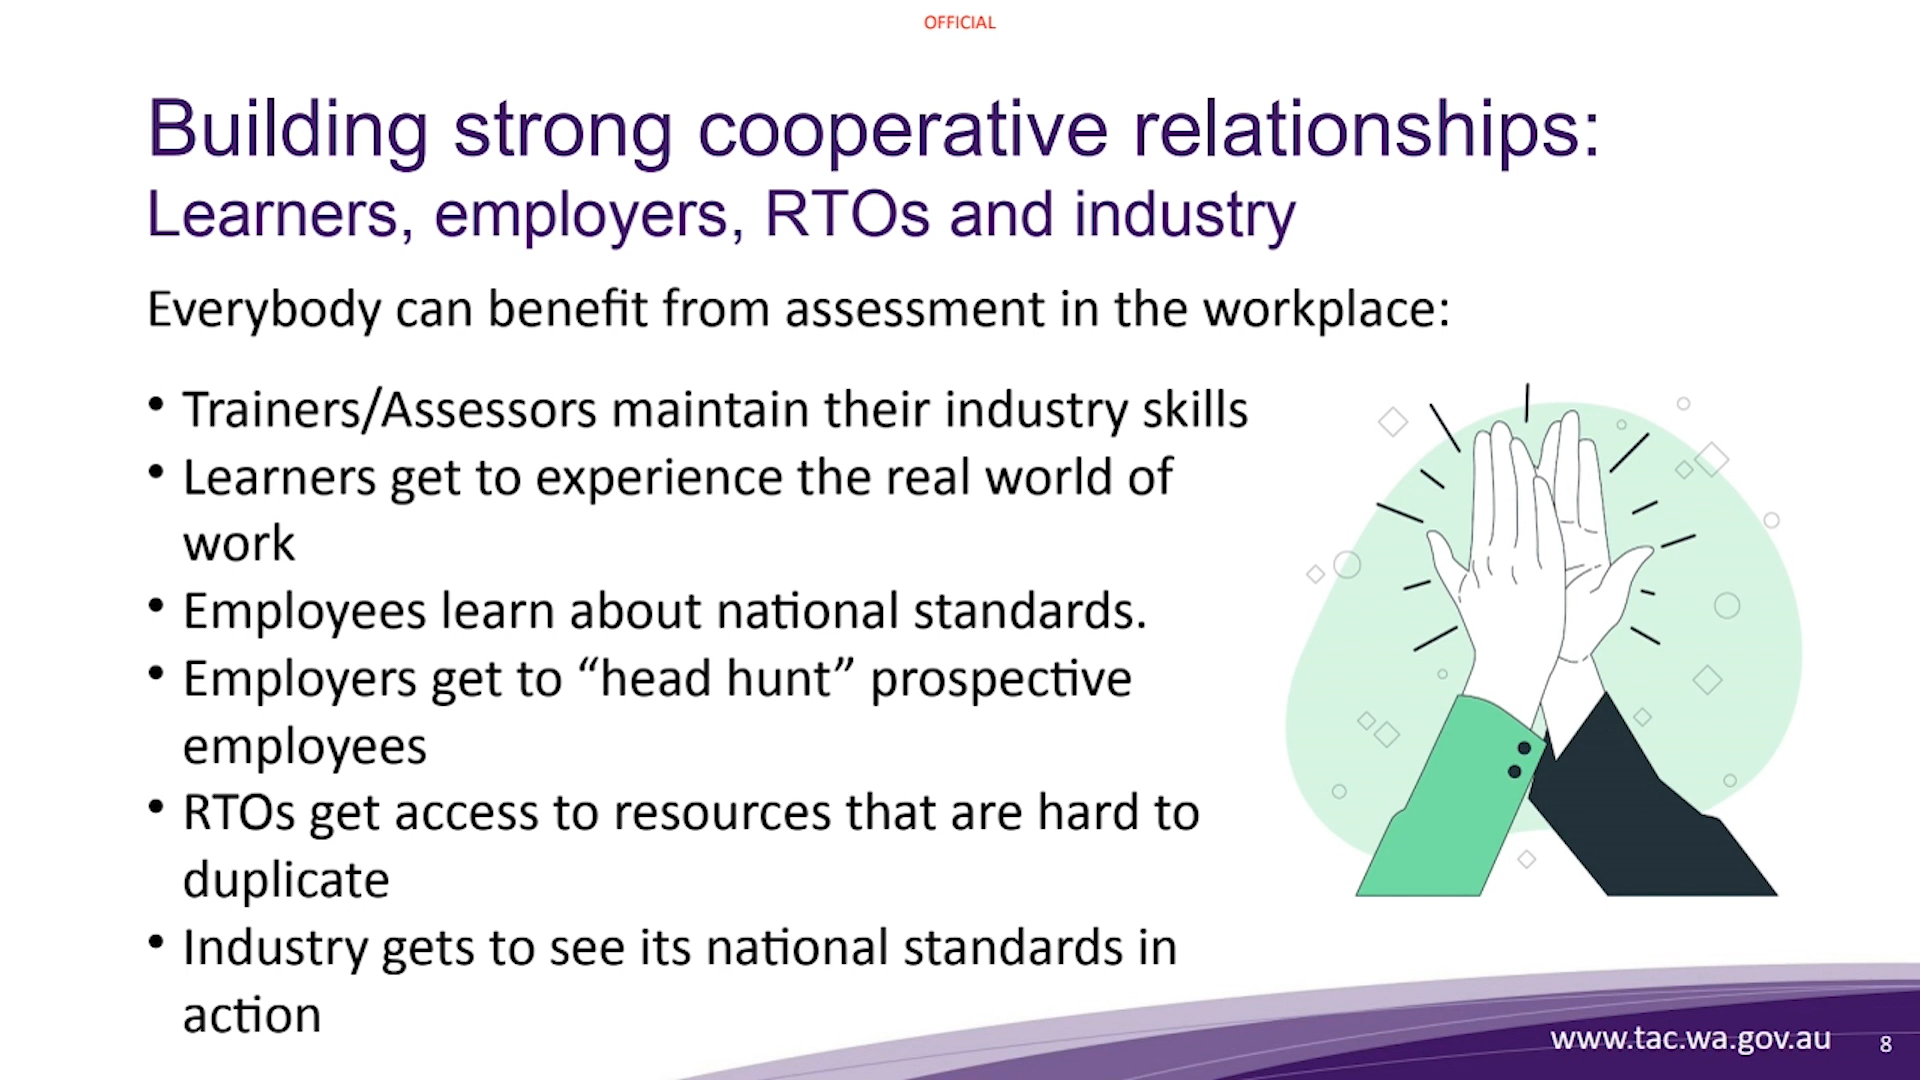 OFFICIAL
Building strong cooperative relationships:
Learners, employers, RTOs and industry
Everybody can benefit from assessment in the workplace:
• Trainers/Assessors maintain their industry skills
• Learners get to experience the real world of
work
• Employees learn about national standards.
• Employers get to “head hunt” prospective
employees
• RTOs get access to resources that are hard to
duplicate
• Industry gets to see its national standards in
action
www.tac.wa.gov.au 8